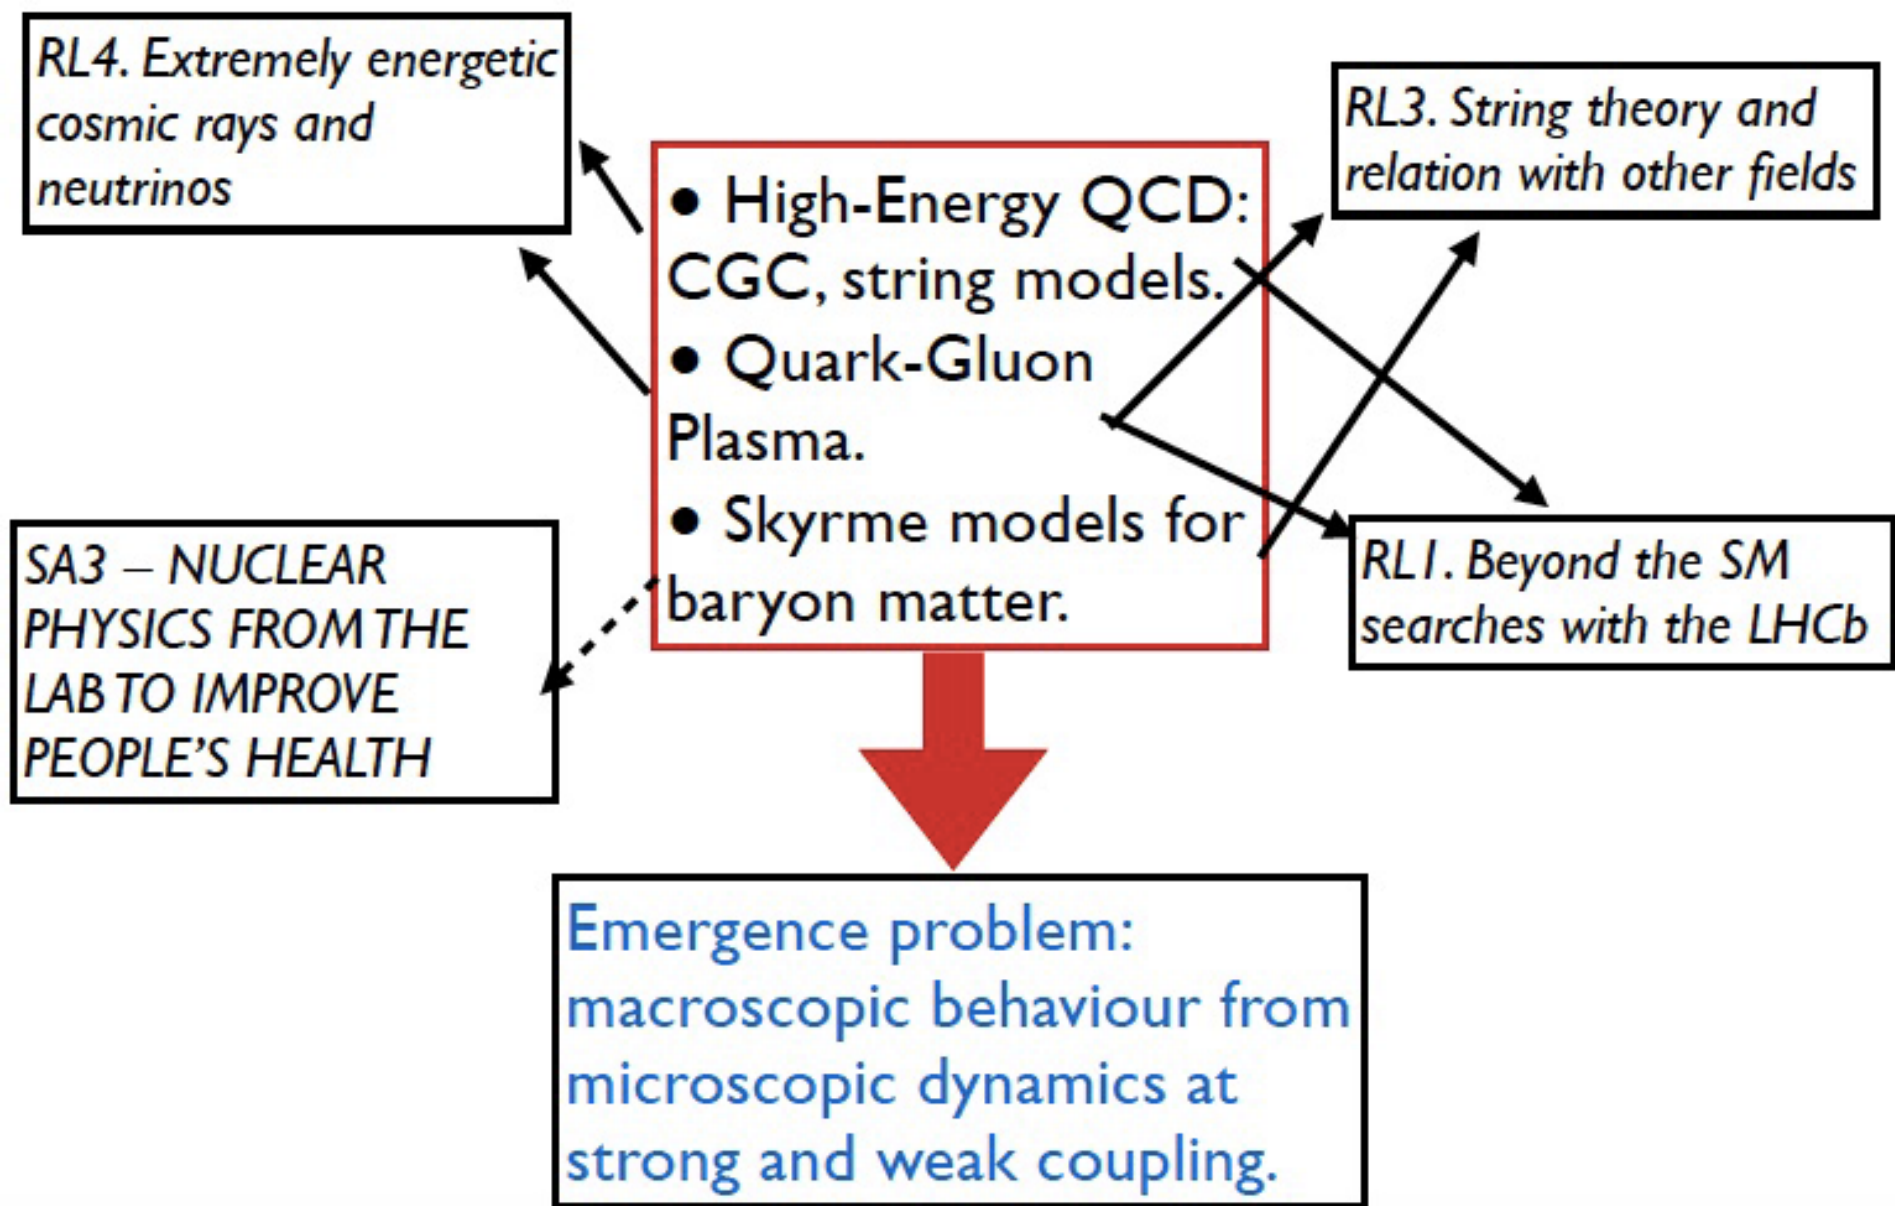 RL4. Extremely energetic
cosmic rays and
neutrinos
● High-Energy QCD:
CGC, string models.
● Quark-Gluon
Plasma.
● Skyrme models for
baryon matter.
RL3. String theory and
relation with other fields
SA3 – NUCLEAR
PHYSICS FROM THE
LAB TO IMPROVE
PEOPLE'S HEALTH
RL1. Beyond the SM
searches with the LHCb
Emergence problem:
macroscopic behaviour from
microscopic dynamics at
strong and weak coupling.